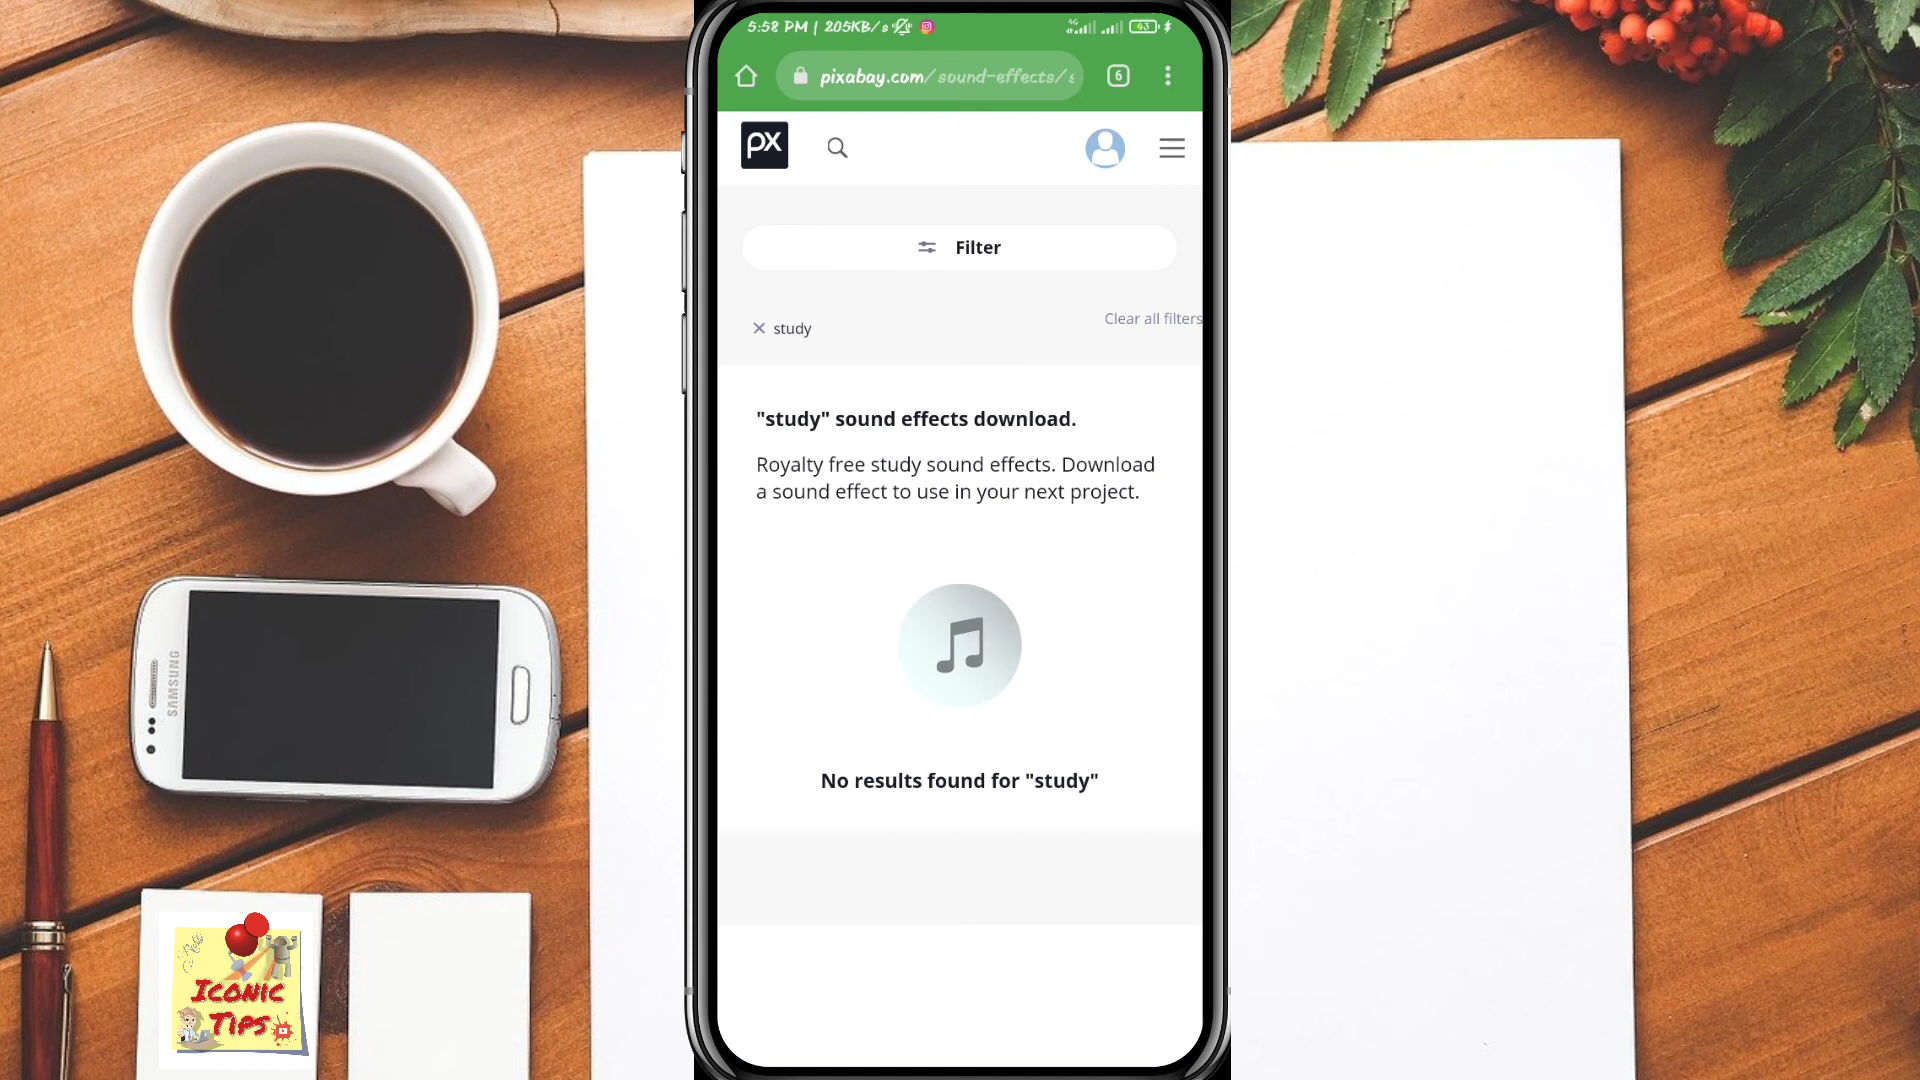 5:58 PM | 205KB/s
43
pixabay.com/sound-effects/s
6
px
Filter
× study
Clear all filters
"study" sound effects download.
Royalty free study sound effects. Download
a sound effect to use in your next project.
No results found for "study"
SAMSUNG
ICONIC
TIPS